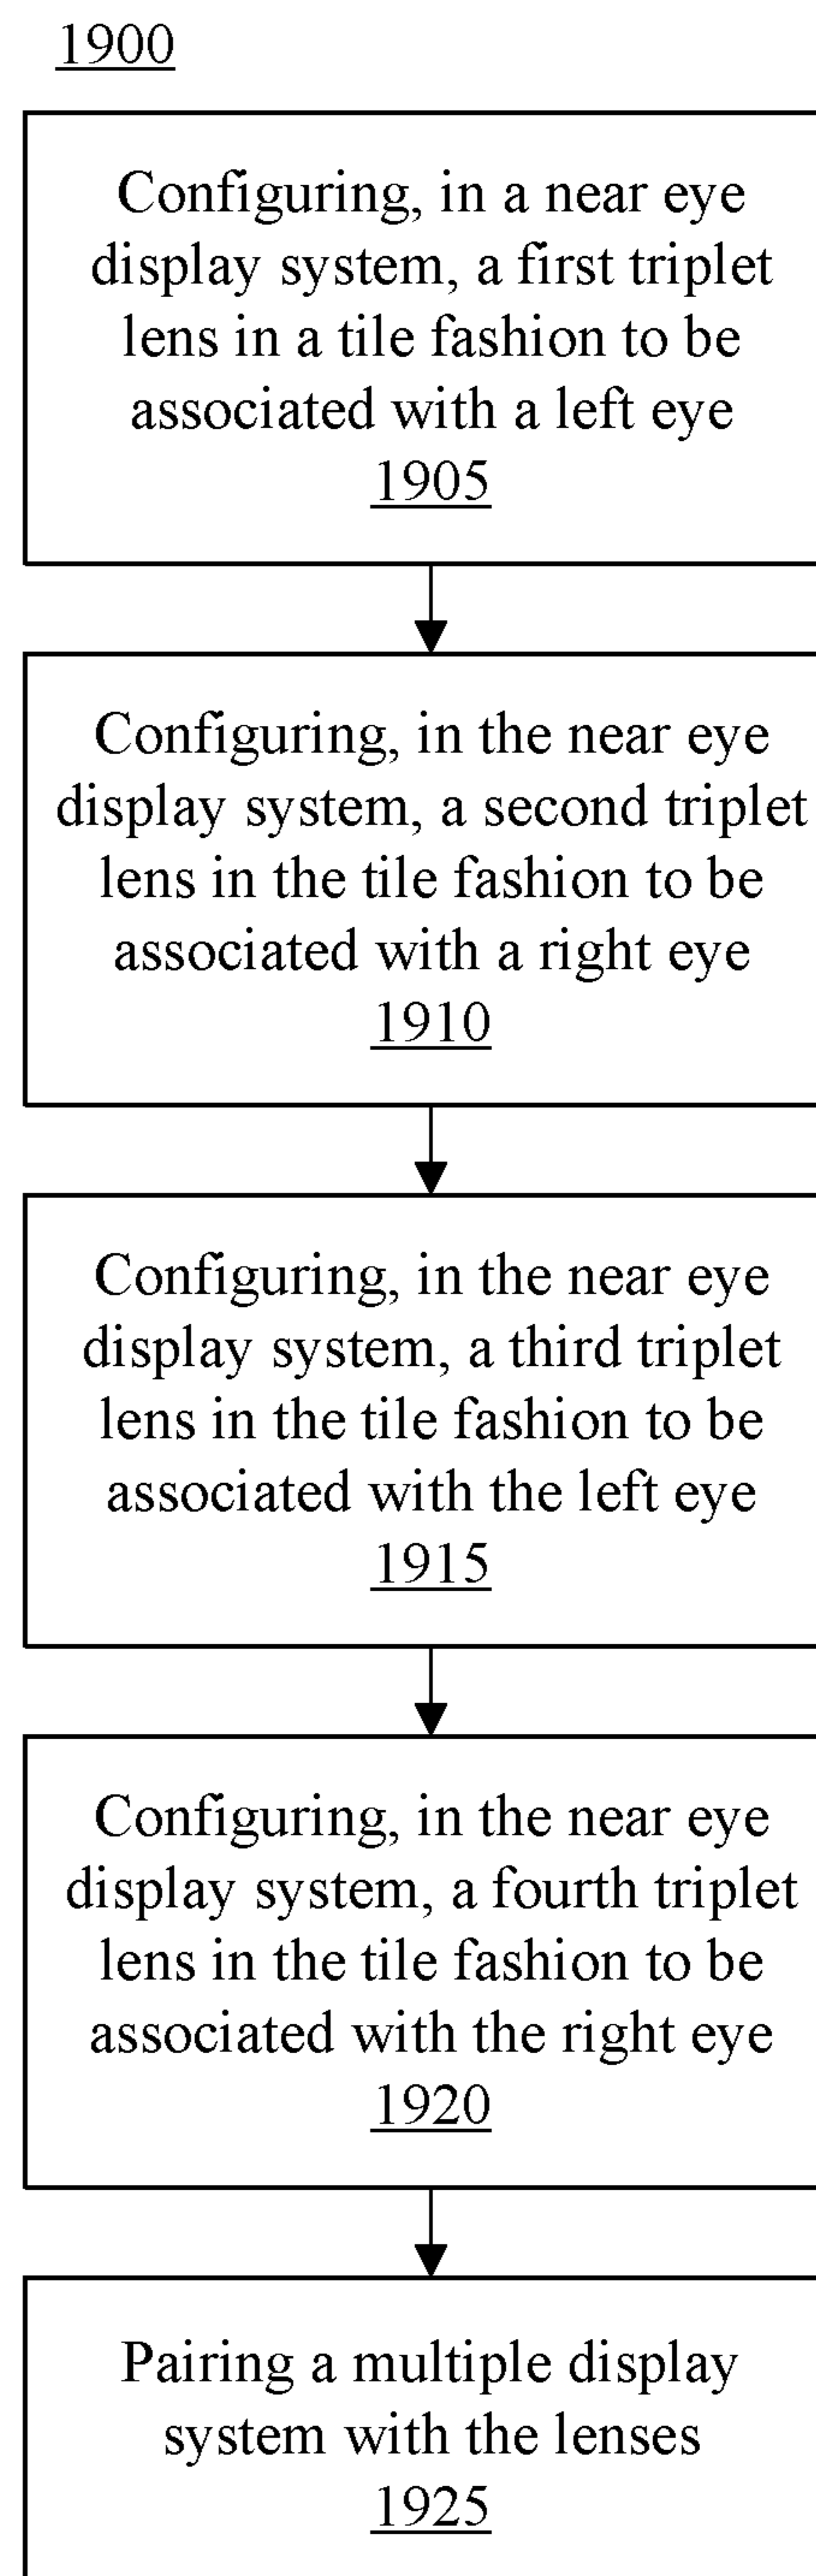 1900
Configuring, in a near eye
display system, a first triplet
lens in a tile fashion to be
associated with a left eye
1905
Configuring, in the near eye
display system, a second triplet
lens in the tile fashion to be
associated with a right eye
1910
Configuring, in the near eye
display system, a third triplet
lens in the tile fashion to be
associated with the left eye
1915
Configuring, in the near eye
display system, a fourth triplet
lens in the tile fashion to be
associated with the right eye
1920
Pairing a multiple display
system with the lenses
1925